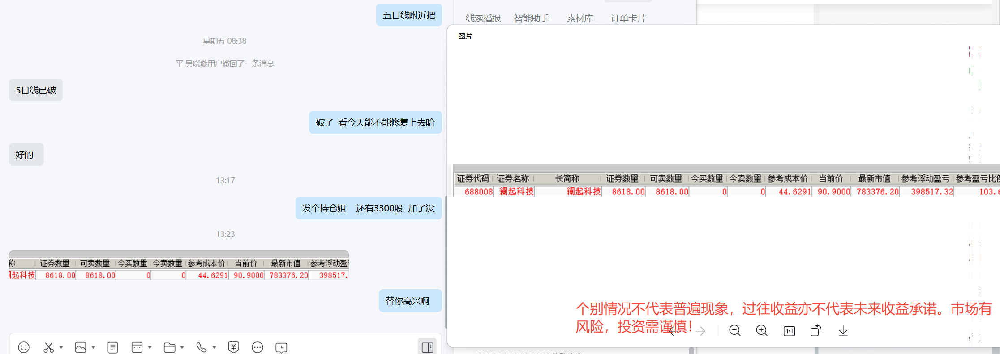 五日线附近把
星期五 08:38
平 吴晓璇用户撤回了一条消息
5日线已破
破了 看今天能不能修复上去哈
好的
13:17
发个持仓姐 还有3300股 加了没
13:23
称 证券数量 可卖数量 今买数量 今卖数量 参考成本价 当前价 最新市值 参考浮动盈
起科技 8618.00 8618.00 0 0 44.6291 90.9000 783376.20 398517.
替你高兴啊
线索播报 智能助手 素材库 订单卡片
图片
证券代码 证券名称 长简称 证券数量 可卖数量 今买数量 今卖数量 参考成本价 当前价 最新市值 参考浮动盈亏 参考盈亏比
688008 澜起科技 澜起科技 8618.00 8618.00 0 0 44.6291 90.9000 783376.20 398517.32 103.
个别情况不代表普遍现象，过往收益亦不代表未来收益承诺。市场有
风险，投资需谨慎！
1:1